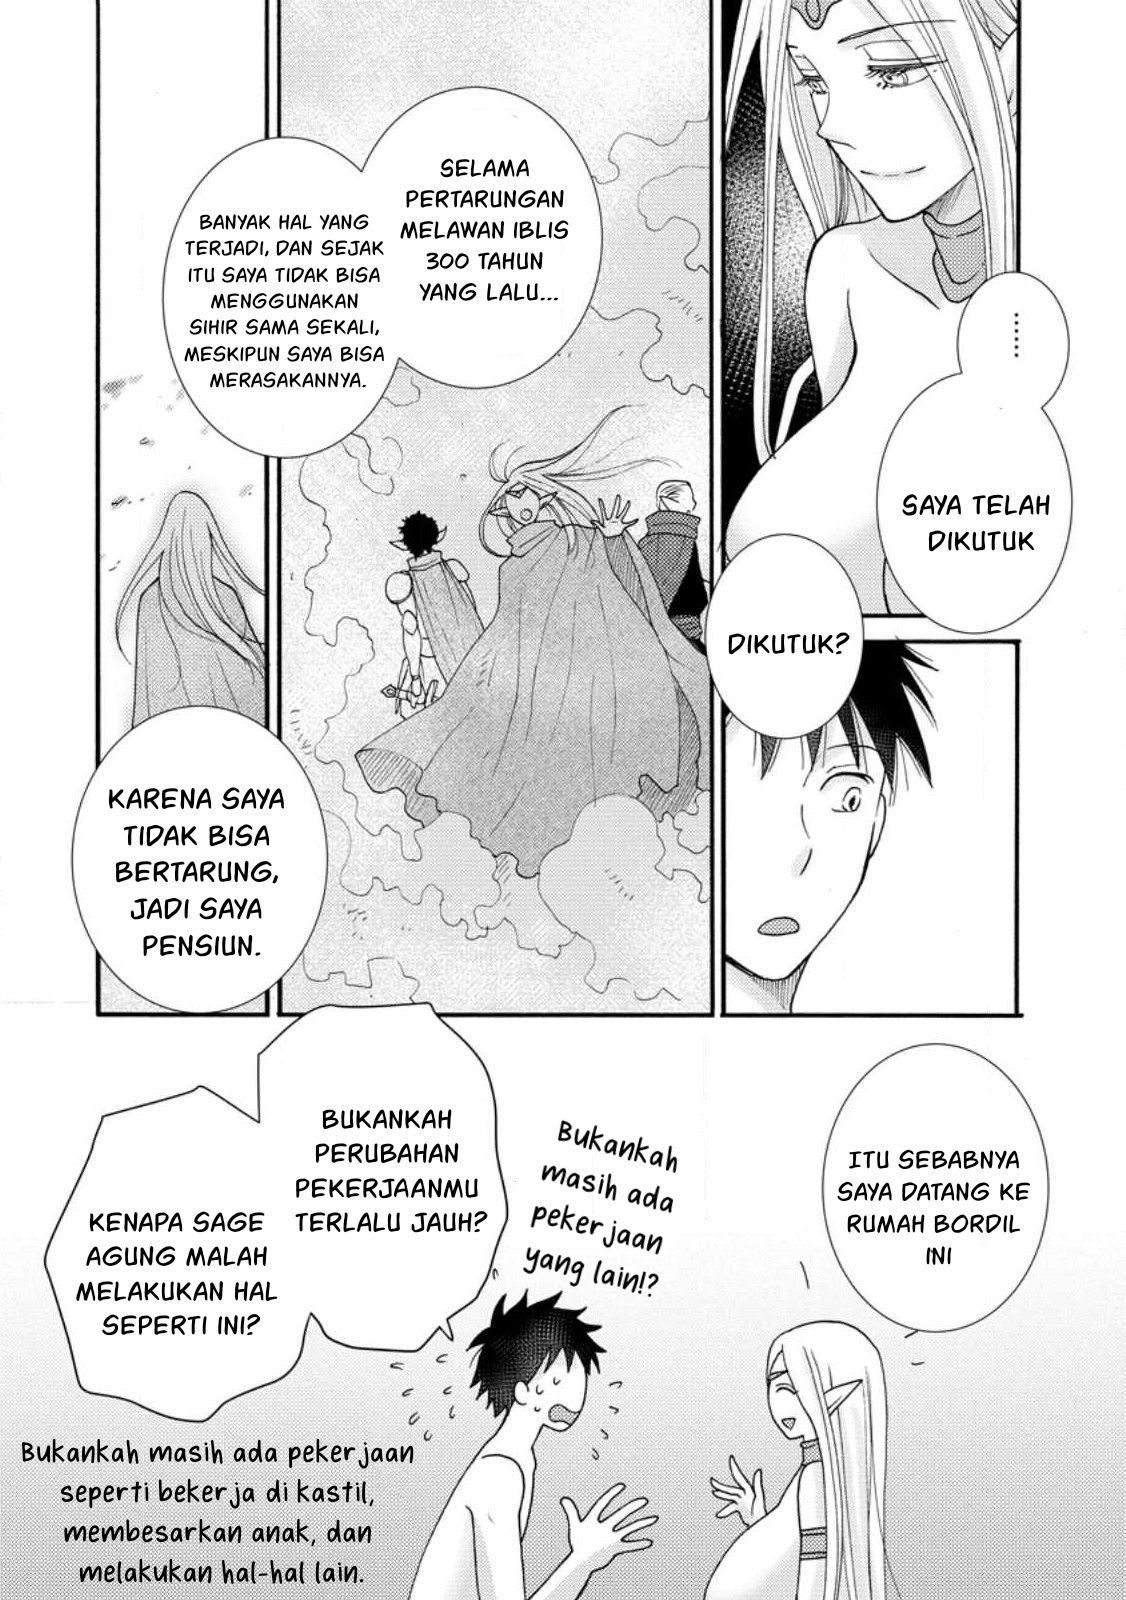 ........
SAYA TELAH
DIKUTUK
DIKUTUK?
SELAMA
PERTARUNGAN
MELAWAN IBLIS
300 TAHUN
YANG LALU...
BANYAK HAL YANG
TERJADI, DAN SEJAK
ITU SAYA TIDAK BISA
MENGGUNAKAN
SIHIR SAMA SEKALI,
MESKIPUN SAYA BISA
MERASAKANNYA.
KARENA SAYA
TIDAK BISA
BERTARUNG,
JADI SAYA
PENSIUN.
ITU SEBABNYA
SAYA DATANG KE
RUMAH BORDIL
INI
Bukankah
masih ada
pekerjaan
yang lain!?
BUKANKAH
PERUBAHAN
PEKERJAANMU
TERLALU JAUH?
KENAPA SAGE
AGUNG MALAH
MELAKUKAN HAL
SEPERTI INI?
Bukankah masih ada pekerjaan
seperti bekerja di kastil,
membesarkan anak, dan
melakukan hal-hal lain.